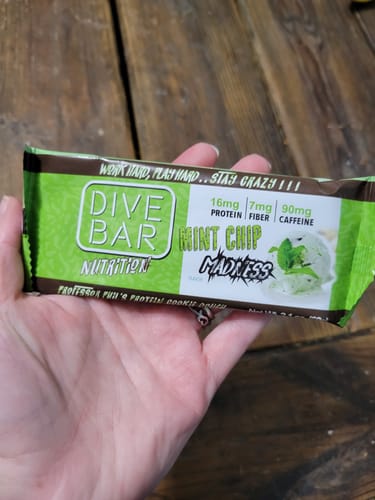 WORK HARD, PLAY HARD...STAY CRAZY!!!
DIVE
BAR
NUTRITION
16mg
PROTEIN
7mg
FIBER
90mg
CAFFEINE
MINT CHIP
MADNESS
PROFESSOR PHIL'S PROTEIN COOKIE DOUGH